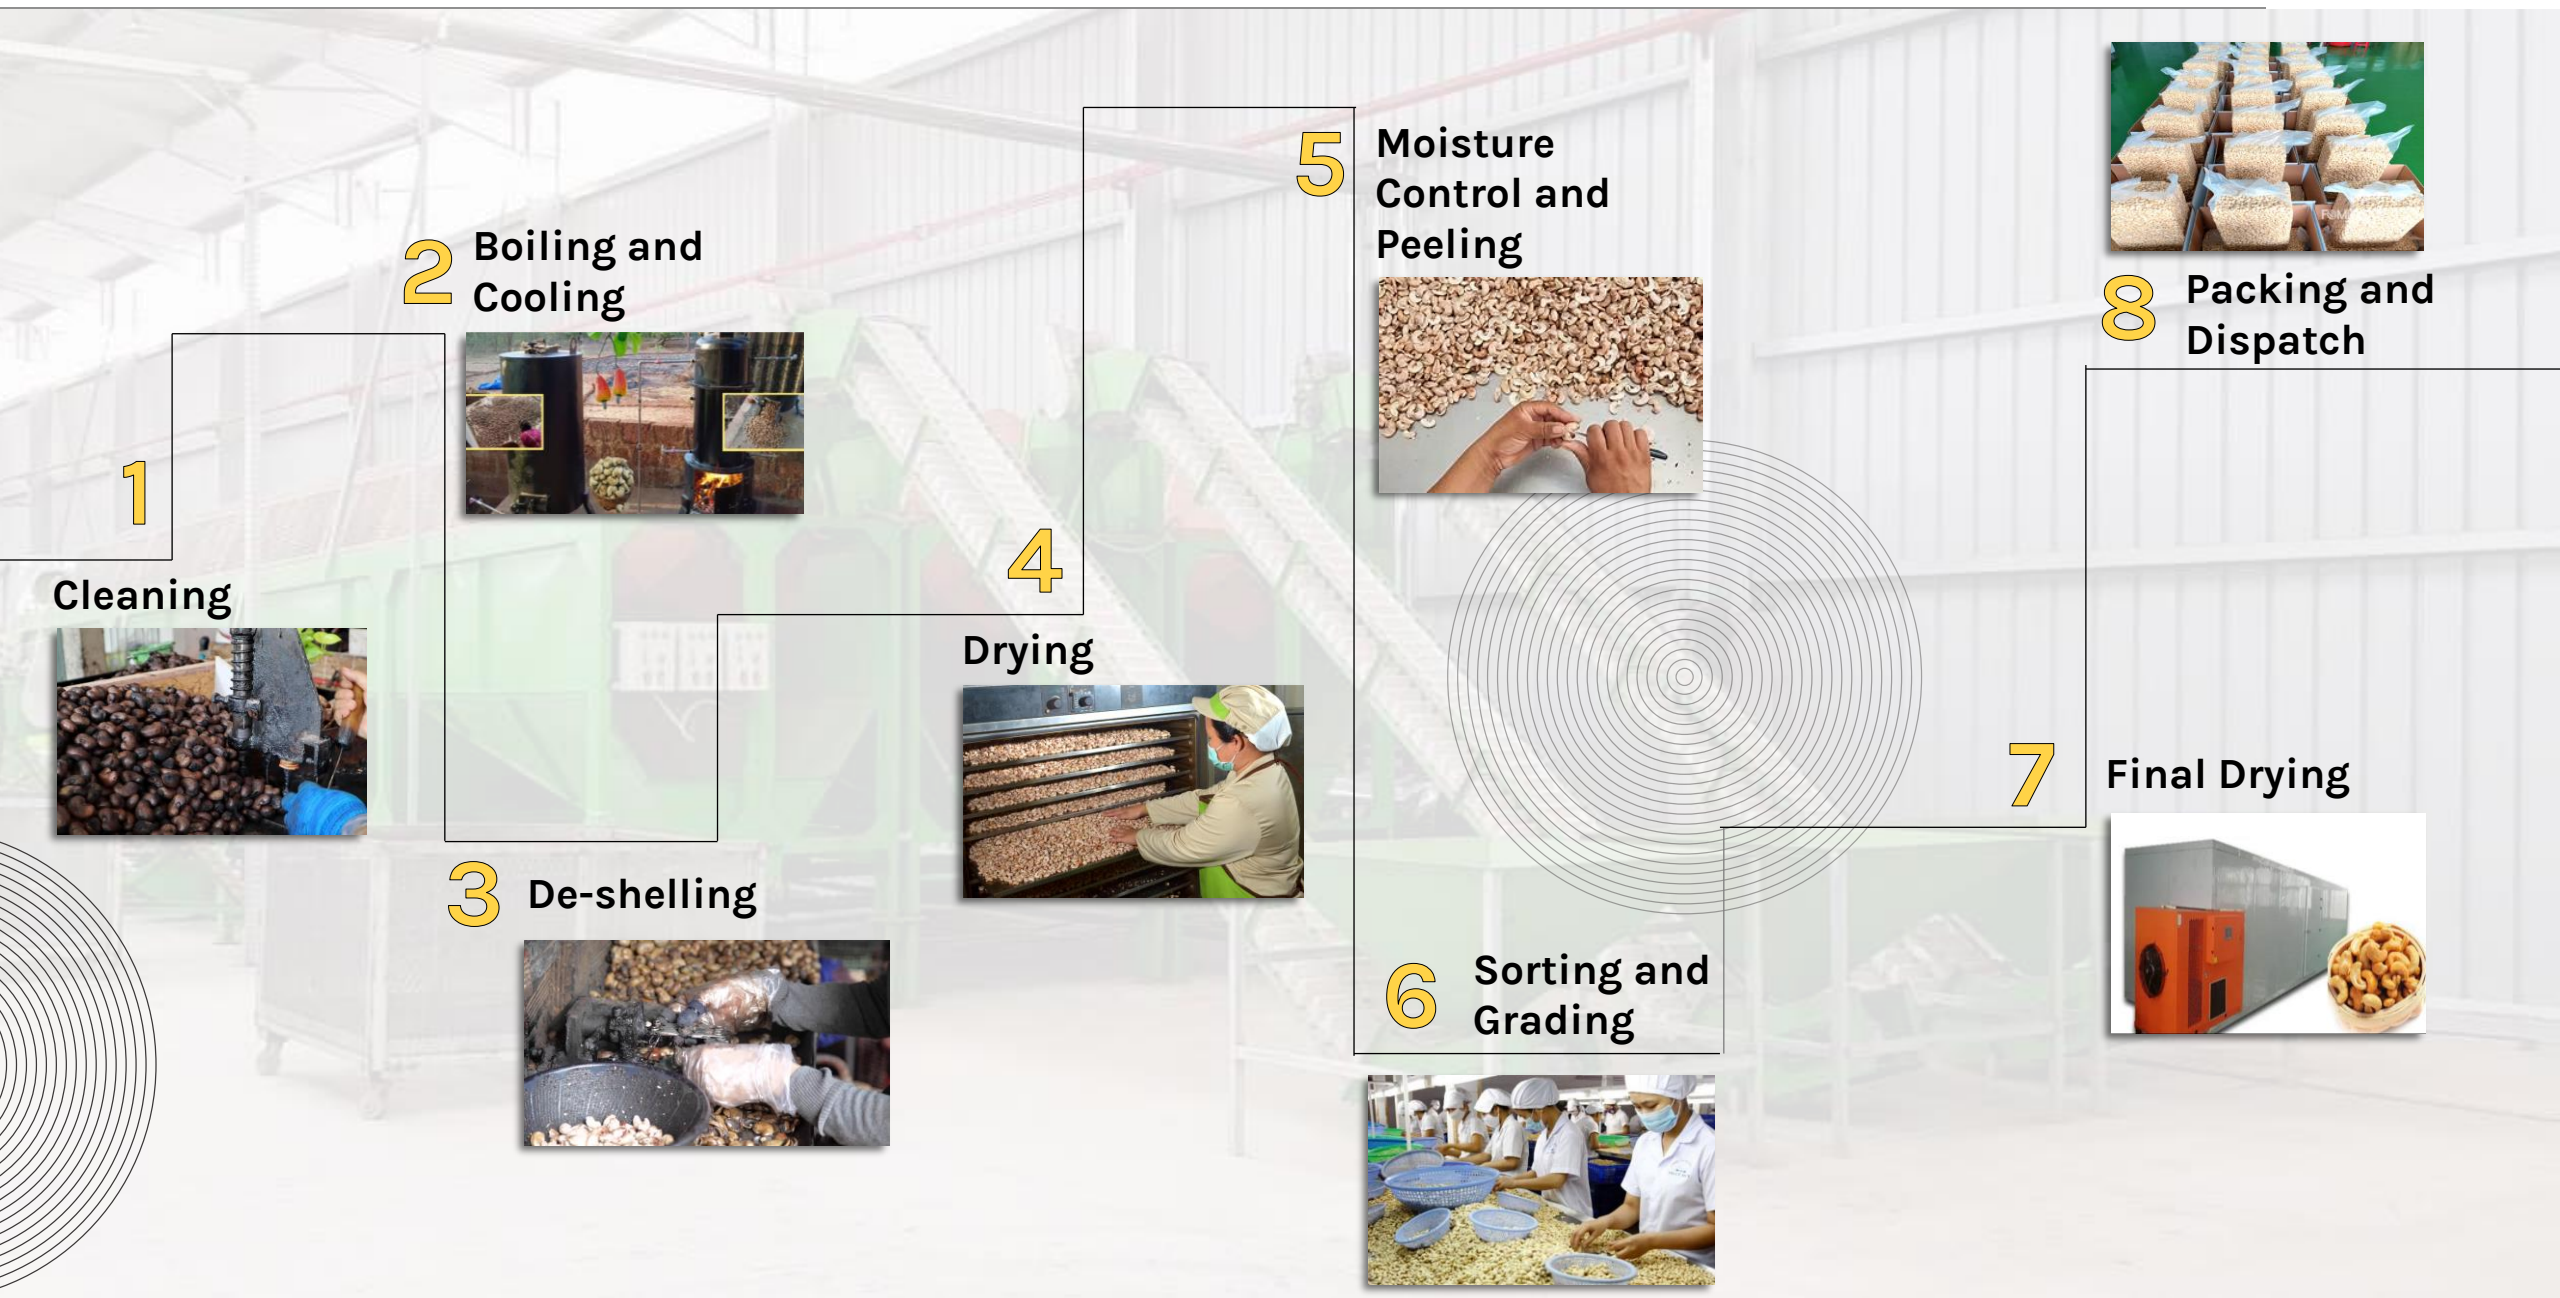 1
Cleaning
2
Boiling and
Cooling
3
De-shelling
4
Drying
5
Moisture
Control and
Peeling
6
Sorting and
Grading
7
Final Drying
8
Packing and
Dispatch